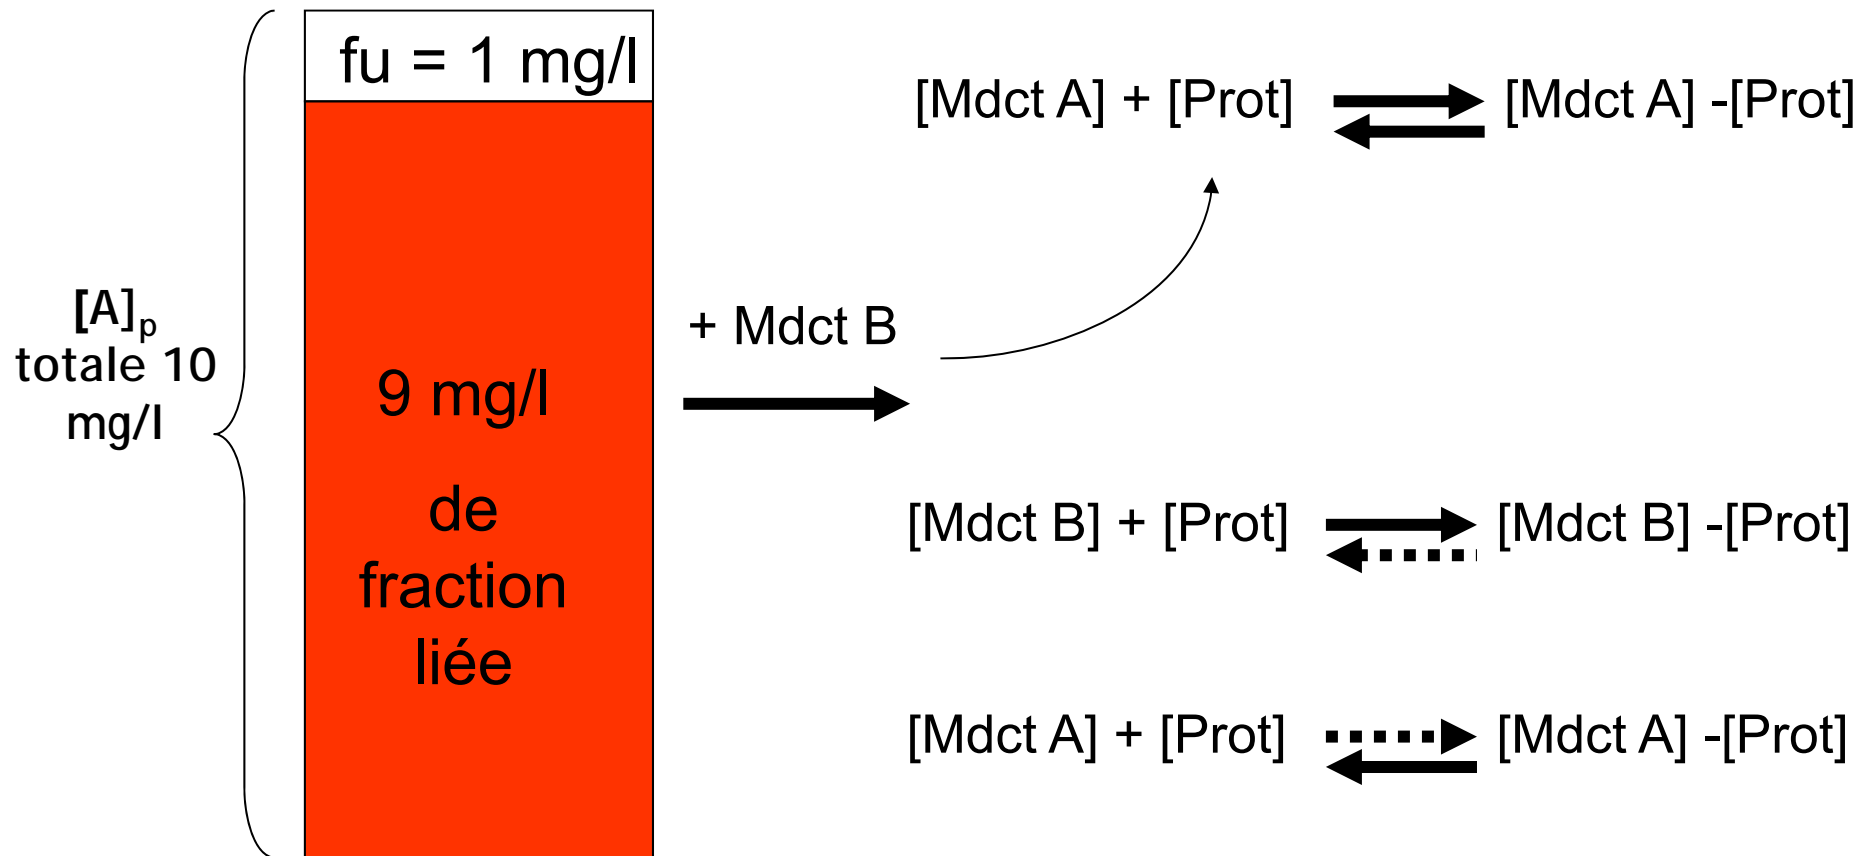 fu = 1 mg/l
[A]p
totale 10
mg/l
9 mg/l
de
fraction
liée
+ Mdct B
[Mdct A] + [Prot] [Mdct A] -[Prot]
[Mdct B] + [Prot] [Mdct B] -[Prot]
[Mdct A] + [Prot] [Mdct A] -[Prot]